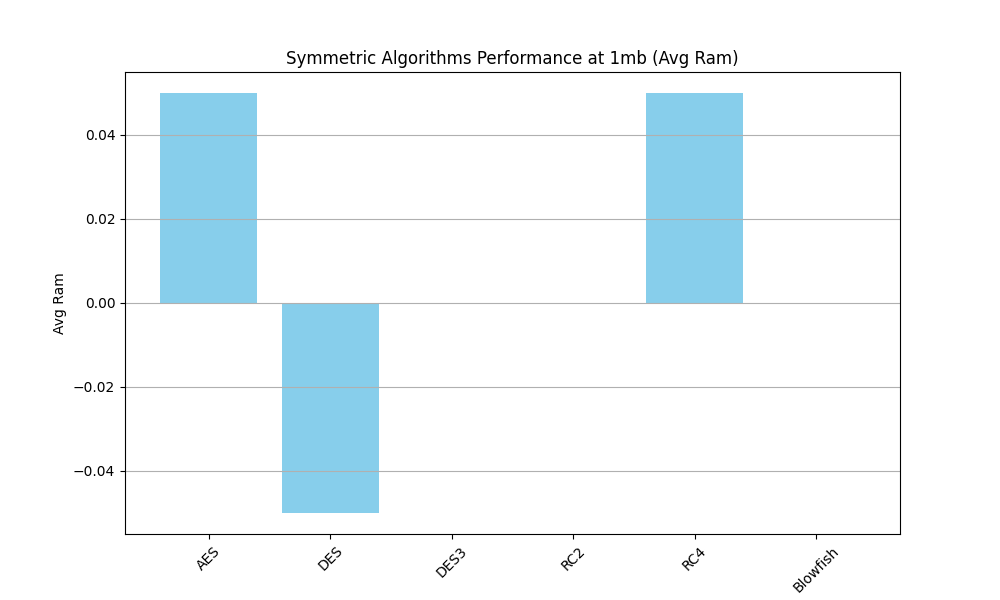 Symmetric Algorithms Performance at 1mb (Avg Ram)
Avg Ram
0.04
0.02
0.00
−0.02
−0.04
AES
DES
DES3
RC2
RC4
Blowfish